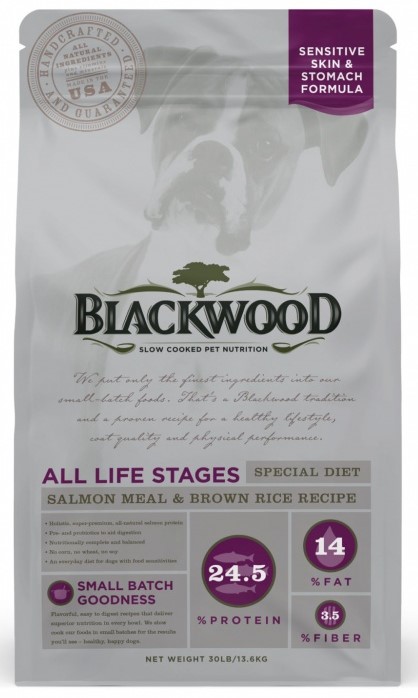 HANDCRAFTED
AND GUARANTEED
ALL
NATURAL
INGREDIENTS
MADE IN THE
USA
SENSITIVE
SKIN &
STOMACH
FORMULA
BLACKWOOD
SLOW COOKED PET NUTRITION
We put only the finest ingredients into our
small-batch foods. That's a Blackwood tradition
and a proven recipe for a healthy lifestyle,
coat quality and physical performance.
ALL LIFE STAGES
SPECIAL DIET
SALMON MEAL & BROWN RICE RECIPE
• Holistic, super-premium, all-natural salmon protein
• Pre- and probiotics to aid digestion
• Nutritionally complete and balanced
• No corn, no wheat, no soy
• An everyday diet for dogs with food sensitivities
SMALL BATCH
GOODNESS
Flavorful, easy to digest recipes that deliver
superior nutrition in every bowl. We slow
cook our foods in small batches for the results
you'll see – healthy, happy dogs.
24.5
%PROTEIN
14
%FAT
3.5
%FIBER
NET WEIGHT 30LB/13.6KG